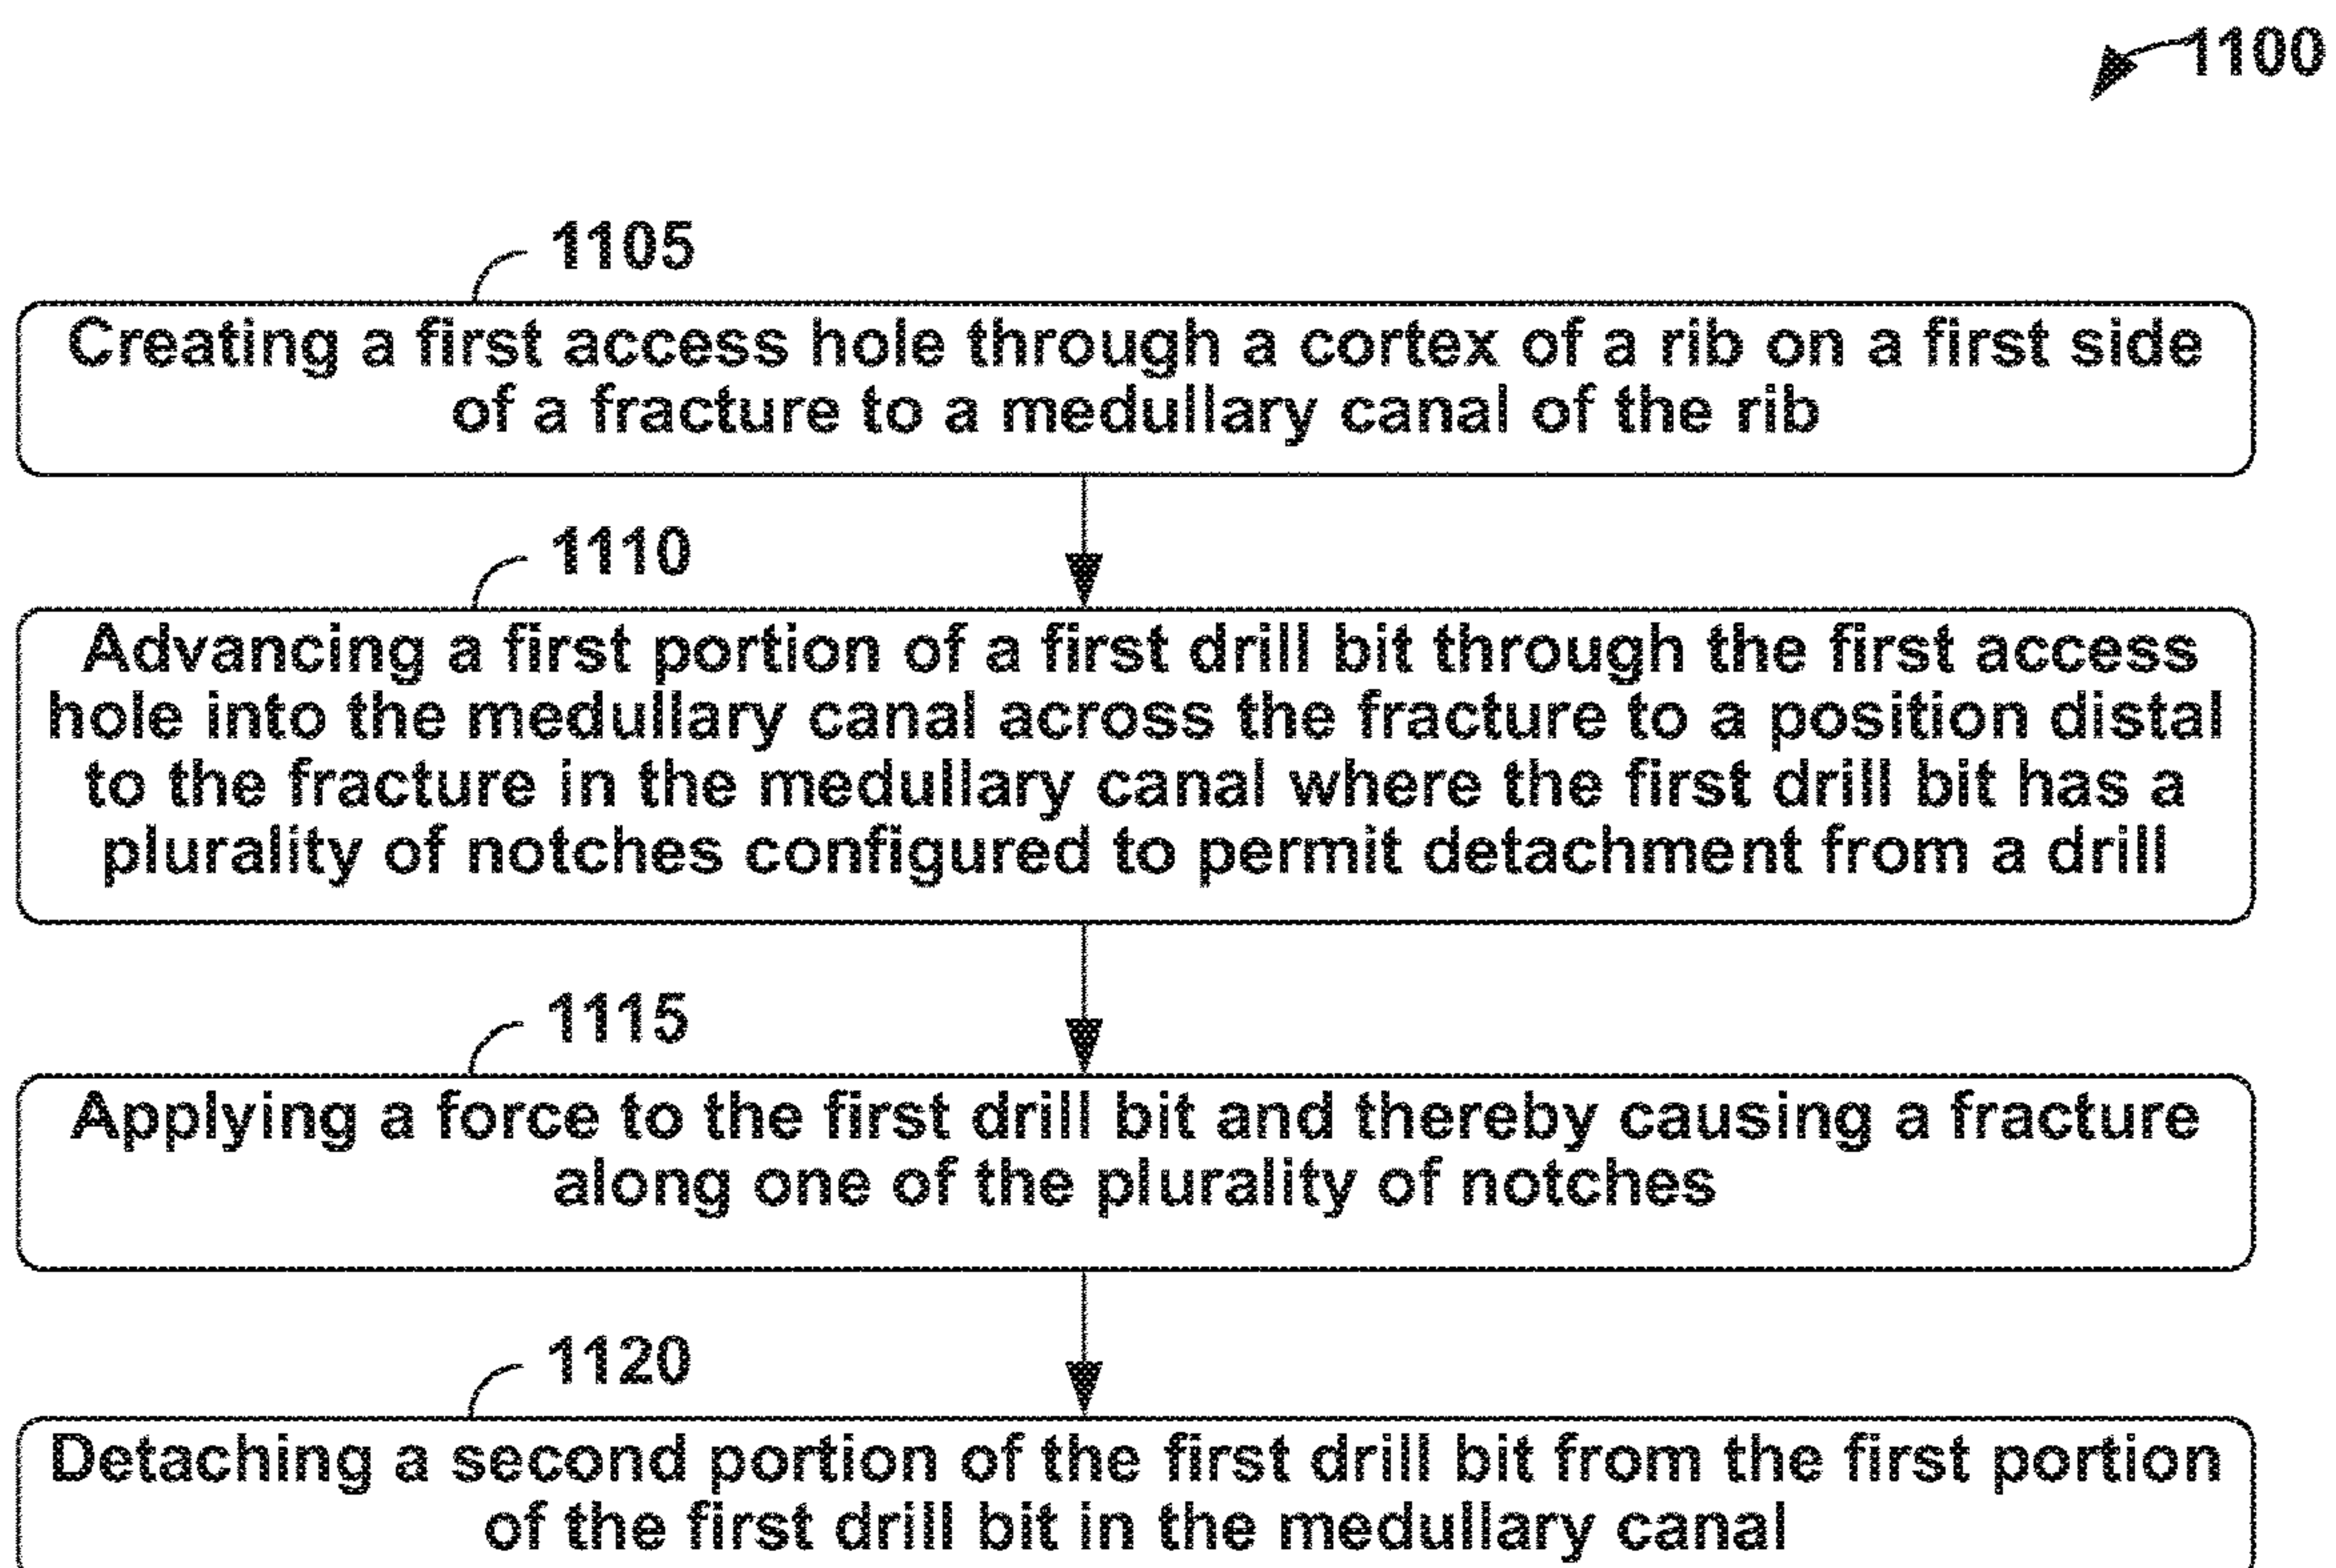 1100
1105
Creating a first access hole through a cortex of a rib on a first side
of a fracture to a medullary canal of the rib
1110
Advancing a first portion of a first drill bit through the first access
hole into the medullary canal across the fracture to a position distal
to the fracture in the medullary canal where the first drill bit has a
plurality of notches configured to permit detachment from a drill
1115
Applying a force to the first drill bit and thereby causing a fracture
along one of the plurality of notches
1120
Detaching a second portion of the first drill bit from the first portion
of the first drill bit in the medullary canal